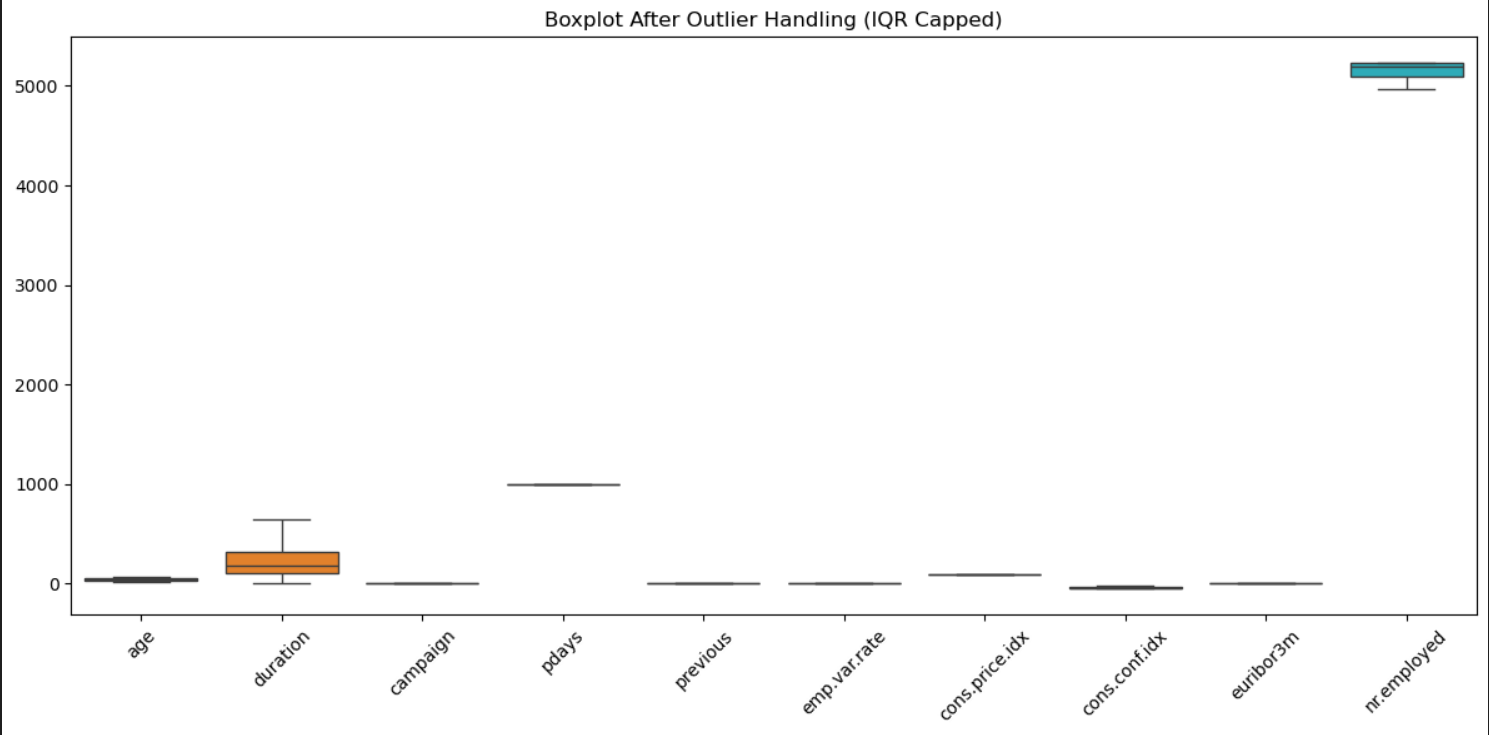 Boxplot After Outlier Handling (IQR Capped)
5000
4000
3000
2000
1000
0
age
duration
campaign
pdays
previous
emp.var.rate
cons.price.idx
cons.conf.idx
euribor3m
nr.employed